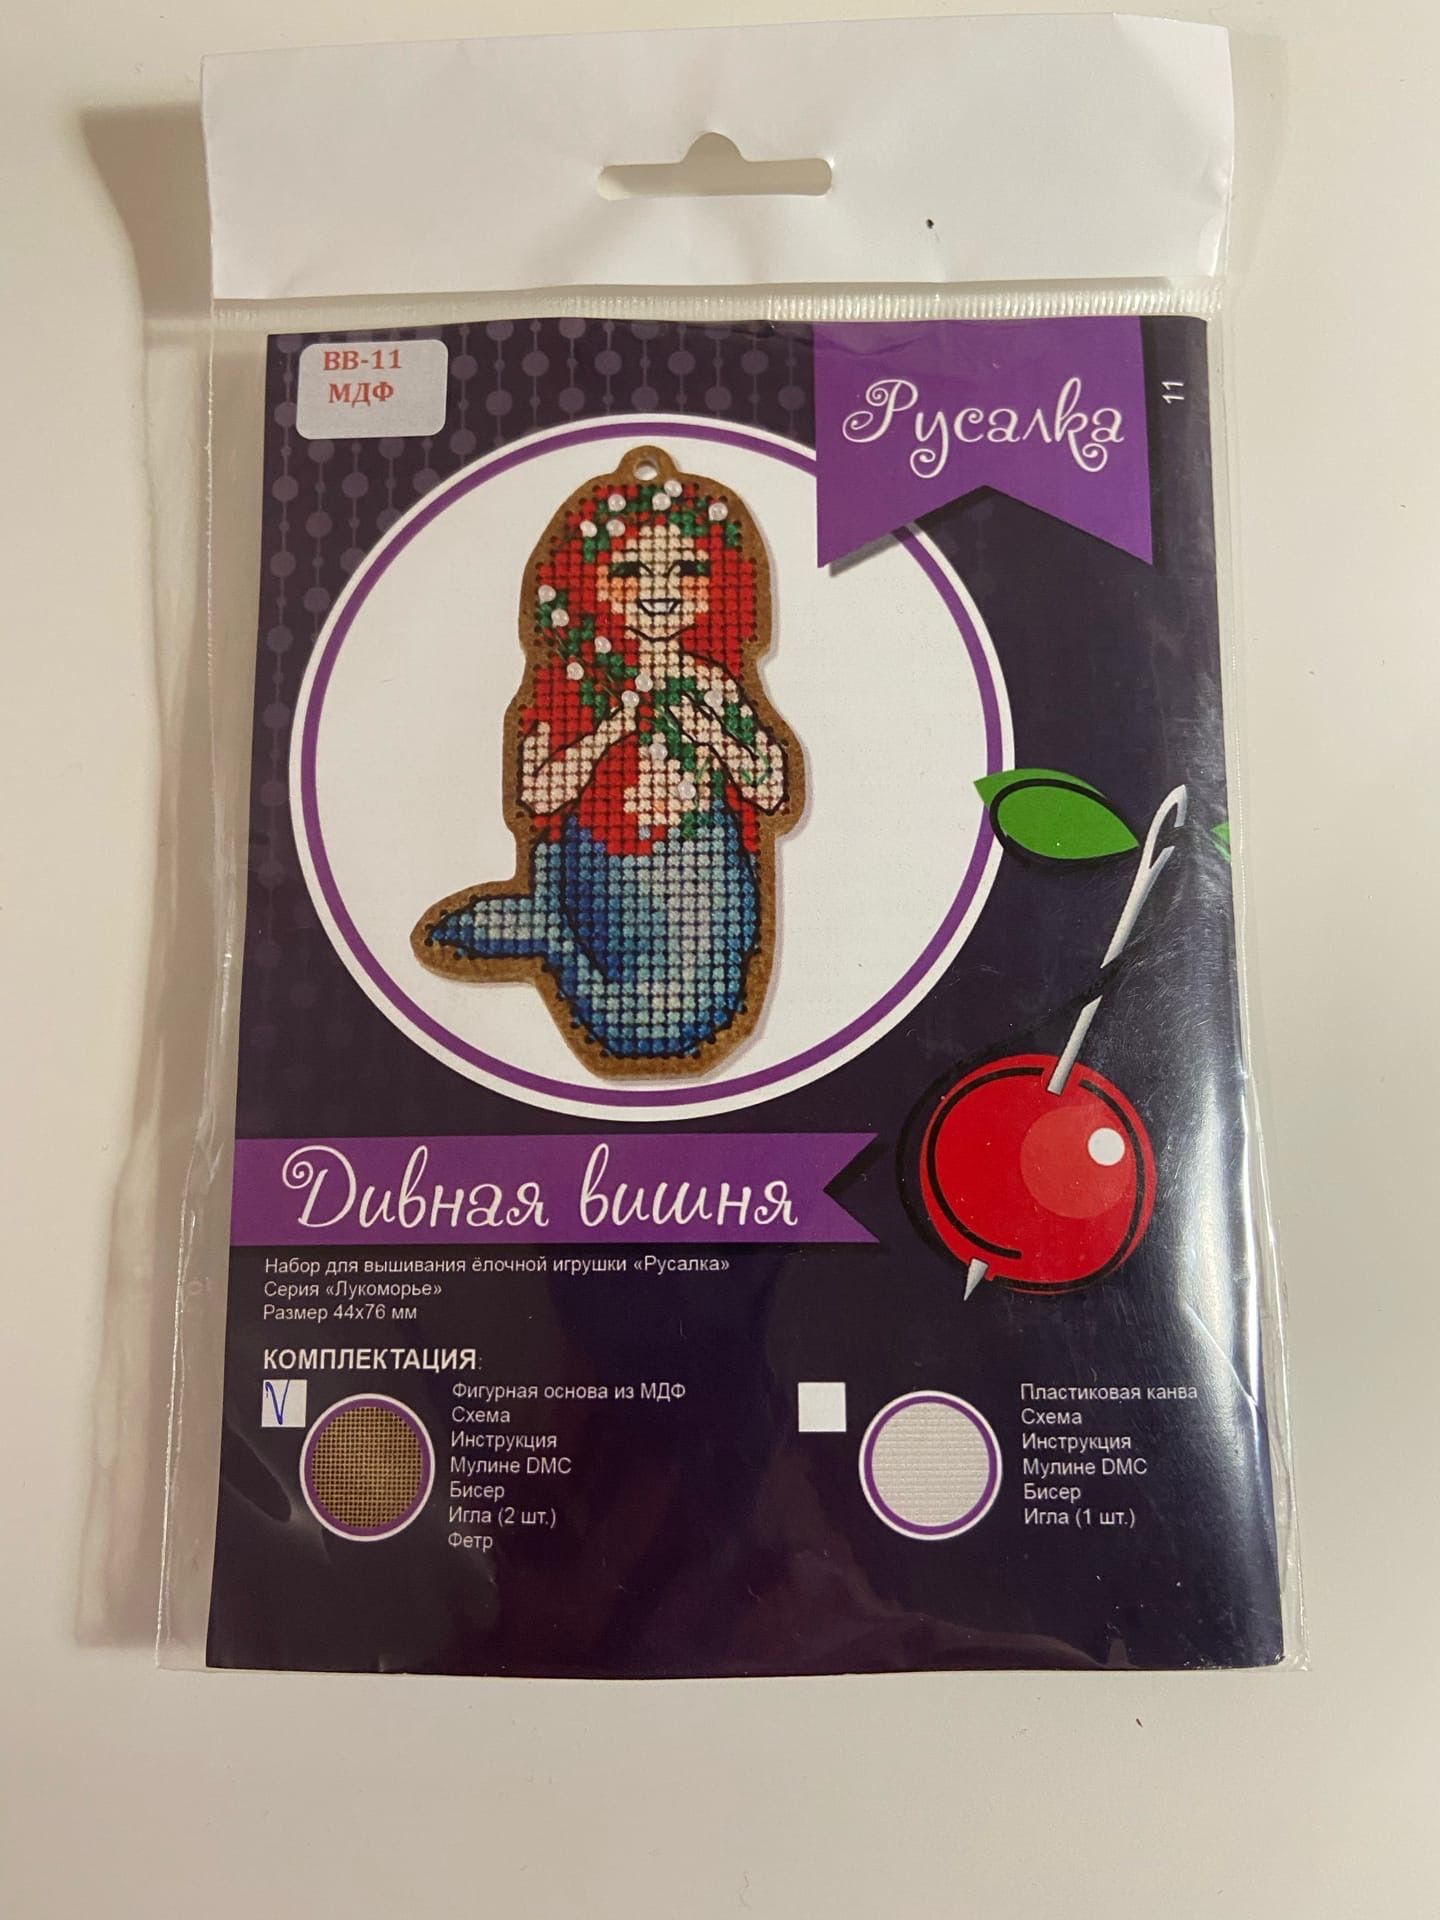 ВВ-11
МДФ
Русалка
11
Дивная вишня
Набор для вышивания ёлочной игрушки «Русалка»
Серия «Лукоморье»
Размер 44х76 мм
КОМПЛЕКТАЦИЯ:
V
Фигурная основа из МДФ
Схема
Инструкция
Мулине DMC
Бисер
Игла (2 шт.)
Фетр
Пластиковая канва
Схема
Инструкция
Мулине DMC
Бисер
Игла (1 шт.)